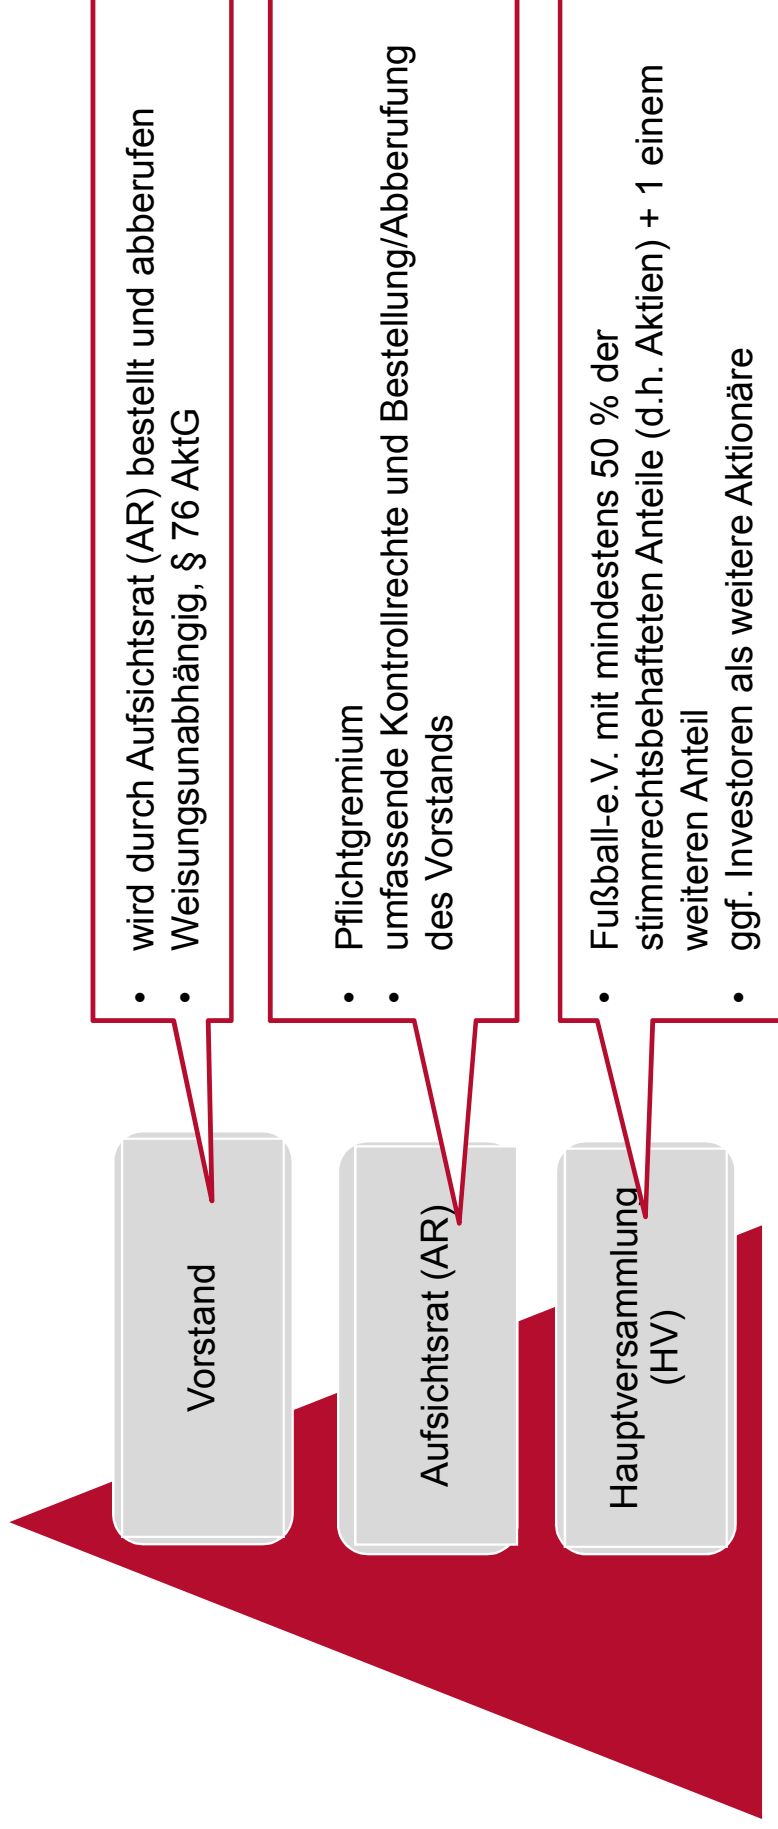 Vorstand
• wird durch Aufsichtsrat (AR) bestellt und abberufen
• Weisungsunabhängig, § 76 AktG
Aufsichtsrat (AR)
• Pflichtgremium
• umfassende Kontrollrechte und Bestellung/Abberufung
des Vorstands
Hauptversammlung
(HV)
• Fußball-e.V. mit mindestens 50 % der
stimmrechtsbehafteten Anteile (d.h. Aktien) + 1 einem
weiteren Anteil
• ggf. Investoren als weitere Aktionäre